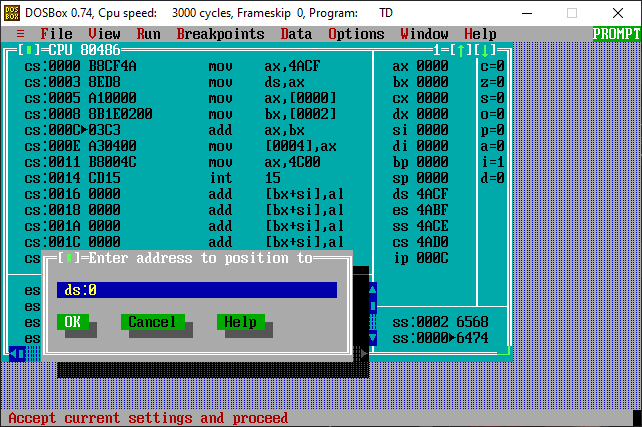 DOSBox 0.74, Cpu speed: 3000 cycles, Frameskip 0, Program: TD
≡ File View Run Breakpoints Data Options Window Help PROMPT
[■]=CPU 80486 1=[↑][↓]
cs:0000 B8CF4A mov ax,4ACF ax 0000 c=0
cs:0003 8ED8 mov ds,ax bx 0000 z=0
cs:0005 A10000 mov ax,[0000] cx 0000 s=0
cs:0008 8B1E0200 mov bx,[0002] dx 0000 o=0
cs:000C►03C3 add ax,bx si 0000 p=0
cs:000E A30400 mov [0004],ax di 0000 a=0
cs:0011 B8004C mov ax,4C00 bp 0000 i=1
cs:0014 CD15 int 15 sp 0000 d=0
cs:0016 0000 add [bx+si],al ds 4ACF
cs:0018 0000 add [bx+si],al es 4ABF
cs:001A 0000 add [bx+si],al ss 4ACE
cs:001C 0000 add [bx+si],al cs 4AD0
cs [■]=Enter address to position to ip 000C
es ds:0
es
es OK Cancel Help ss:0002 6568
es ss:0000►6474
Accept current settings and proceed